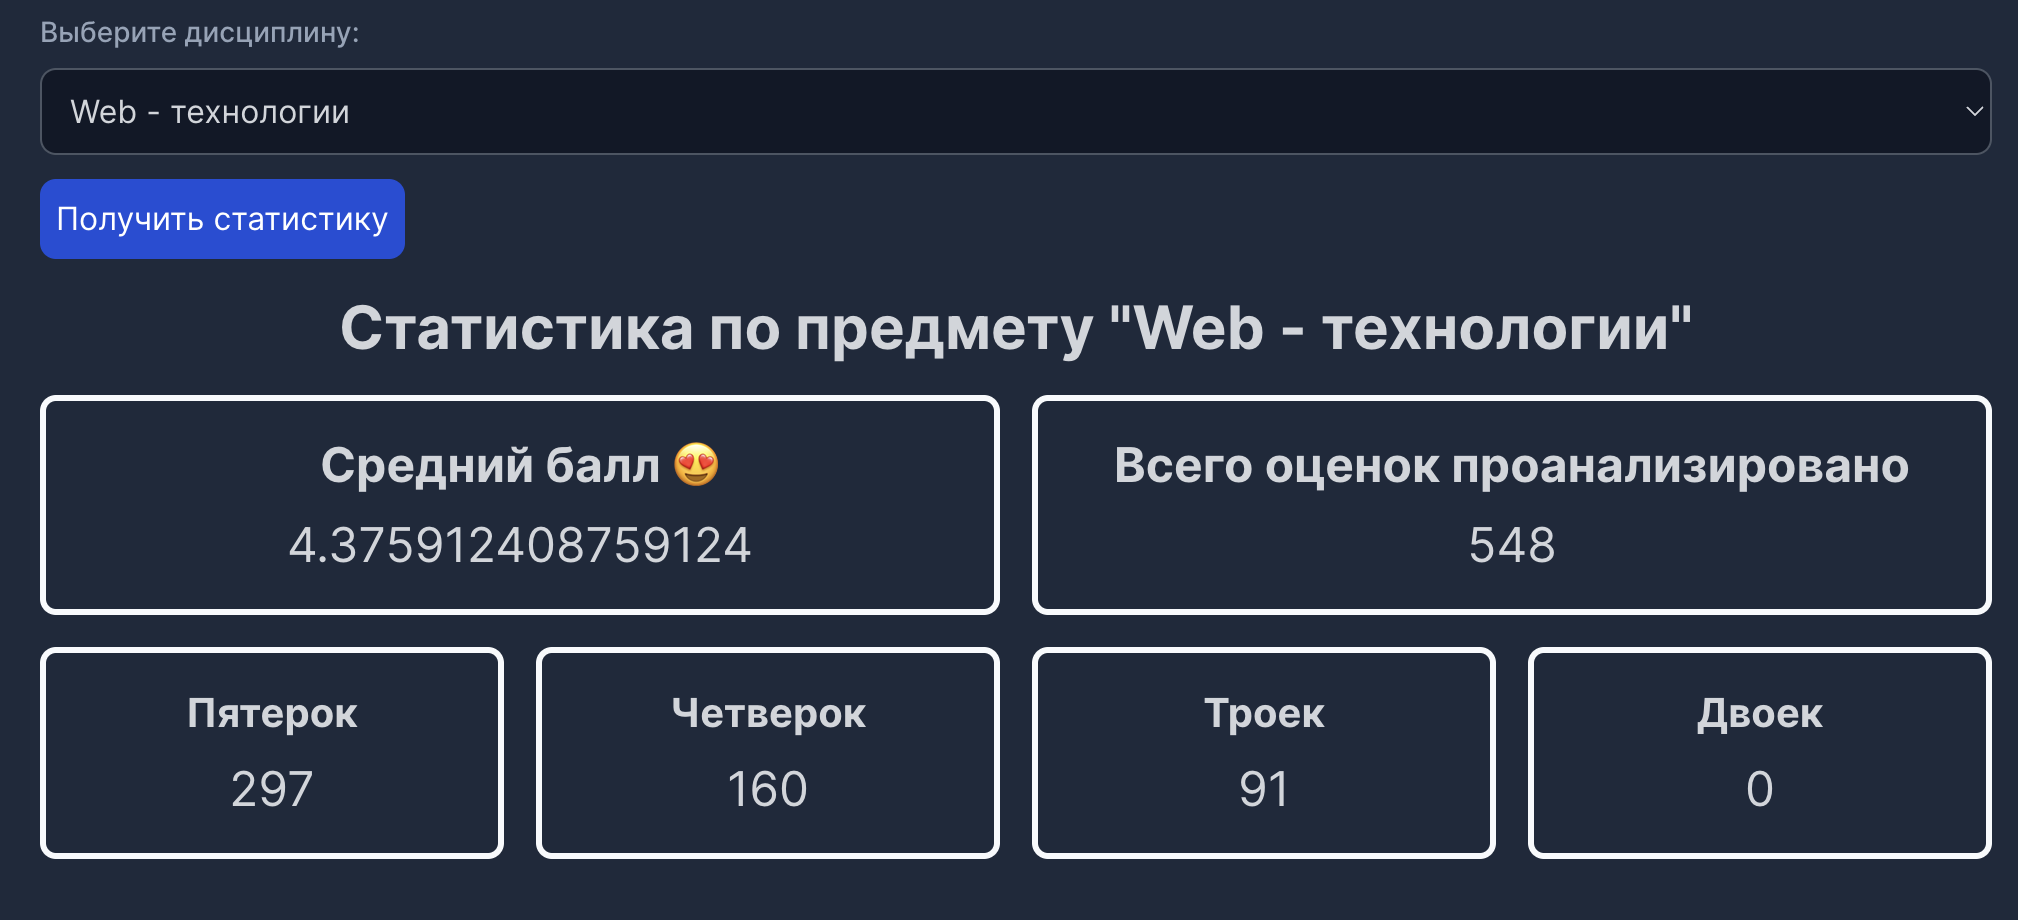 Выберите дисциплину:
Web - технологии
Получить статистику
Статистика по предмету "Web - технологии"
Средний балл 😍
4.375912408759124
Всего оценок проанализировано
548
Пятерок
297
Четверок
160
Троек
91
Двоек
0